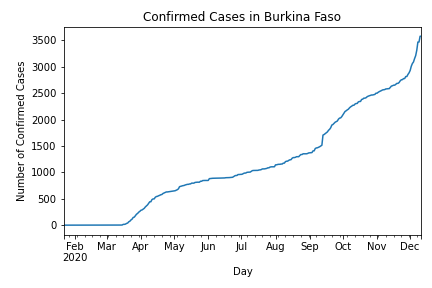 Confirmed Cases in Burkina Faso
Number of Confirmed Cases
3500
3000
2500
2000
1500
1000
500
0
Feb Mar Apr May Jun Jul Aug Sep Oct Nov Dec
2020
Day